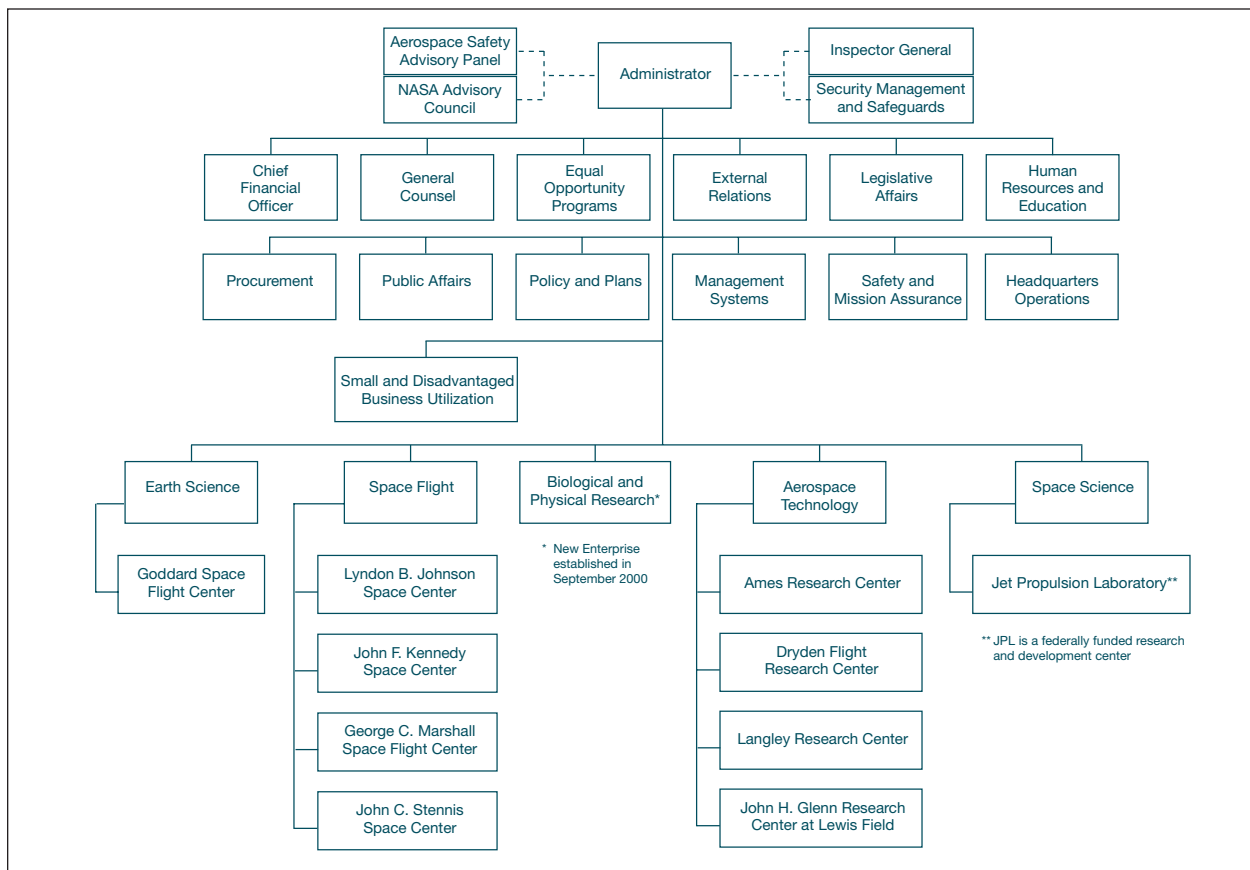 Aerospace Safety
Advisory Panel
NASA Advisory
Council
Administrator
Inspector General
Security Management
and Safeguards
Chief
Financial
Officer
General
Counsel
Equal
Opportunity
Programs
External
Relations
Legislative
Affairs
Human
Resources and
Education
Procurement
Public Affairs
Policy and Plans
Management
Systems
Safety and
Mission Assurance
Headquarters
Operations
Small and Disadvantaged
Business Utilization
Earth Science
Space Flight
Biological and
Physical Research*
Aerospace
Technology
Space Science
* New Enterprise
established in
September 2000
Goddard Space
Flight Center
Lyndon B. Johnson
Space Center
John F. Kennedy
Space Center
George C. Marshall
Space Flight Center
John C. Stennis
Space Center
Ames Research Center
Dryden Flight
Research Center
Langley Research Center
John H. Glenn Research
Center at Lewis Field
Jet Propulsion Laboratory**
** JPL is a federally funded research
and development center